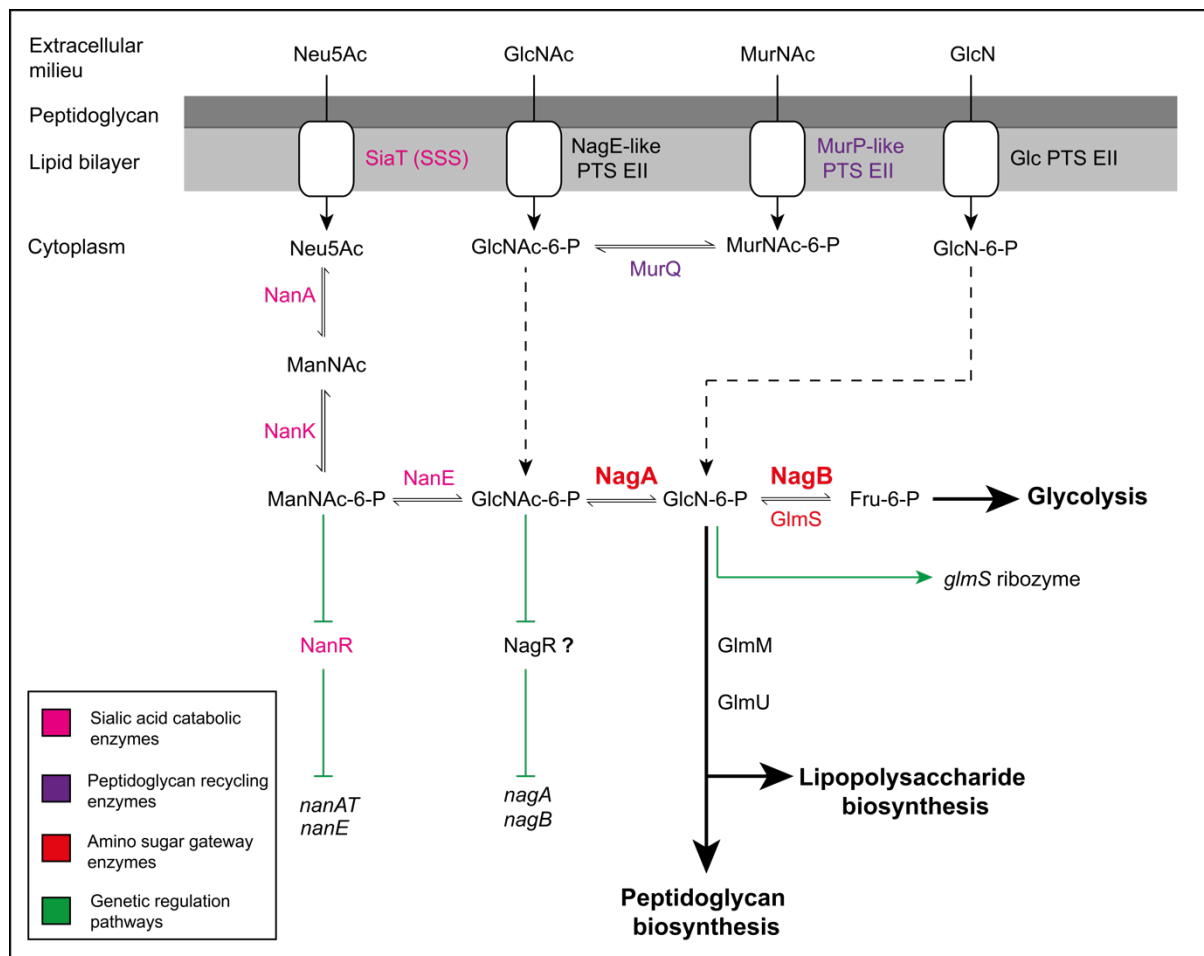 Extracellular
milieu
Neu5Ac
GlcNAc
MurNAc
GlcN
Peptidoglycan
Lipid bilayer
SiaT (SSS)
NagE-like
PTS EII
MurP-like
PTS EII
Glc PTS EII
Cytoplasm
Neu5Ac
GlcNAc-6-P
MurNAc-6-P
GlcN-6-P
MurQ
NanA
ManNAc
NanK
NanE
NagA
NagB
ManNAc-6-P
GlcNAc-6-P
GlcN-6-P
Fru-6-P
Glycolysis
GlmS
glmS ribozyme
NanR
NagR ?
GlmM
GlmU
nanAT
nanE
nagA
nagB
Lipopolysaccharide
biosynthesis
Peptidoglycan
biosynthesis
Sialic acid catabolic
enzymes
Peptidoglycan recycling
enzymes
Amino sugar gateway
enzymes
Genetic regulation
pathways